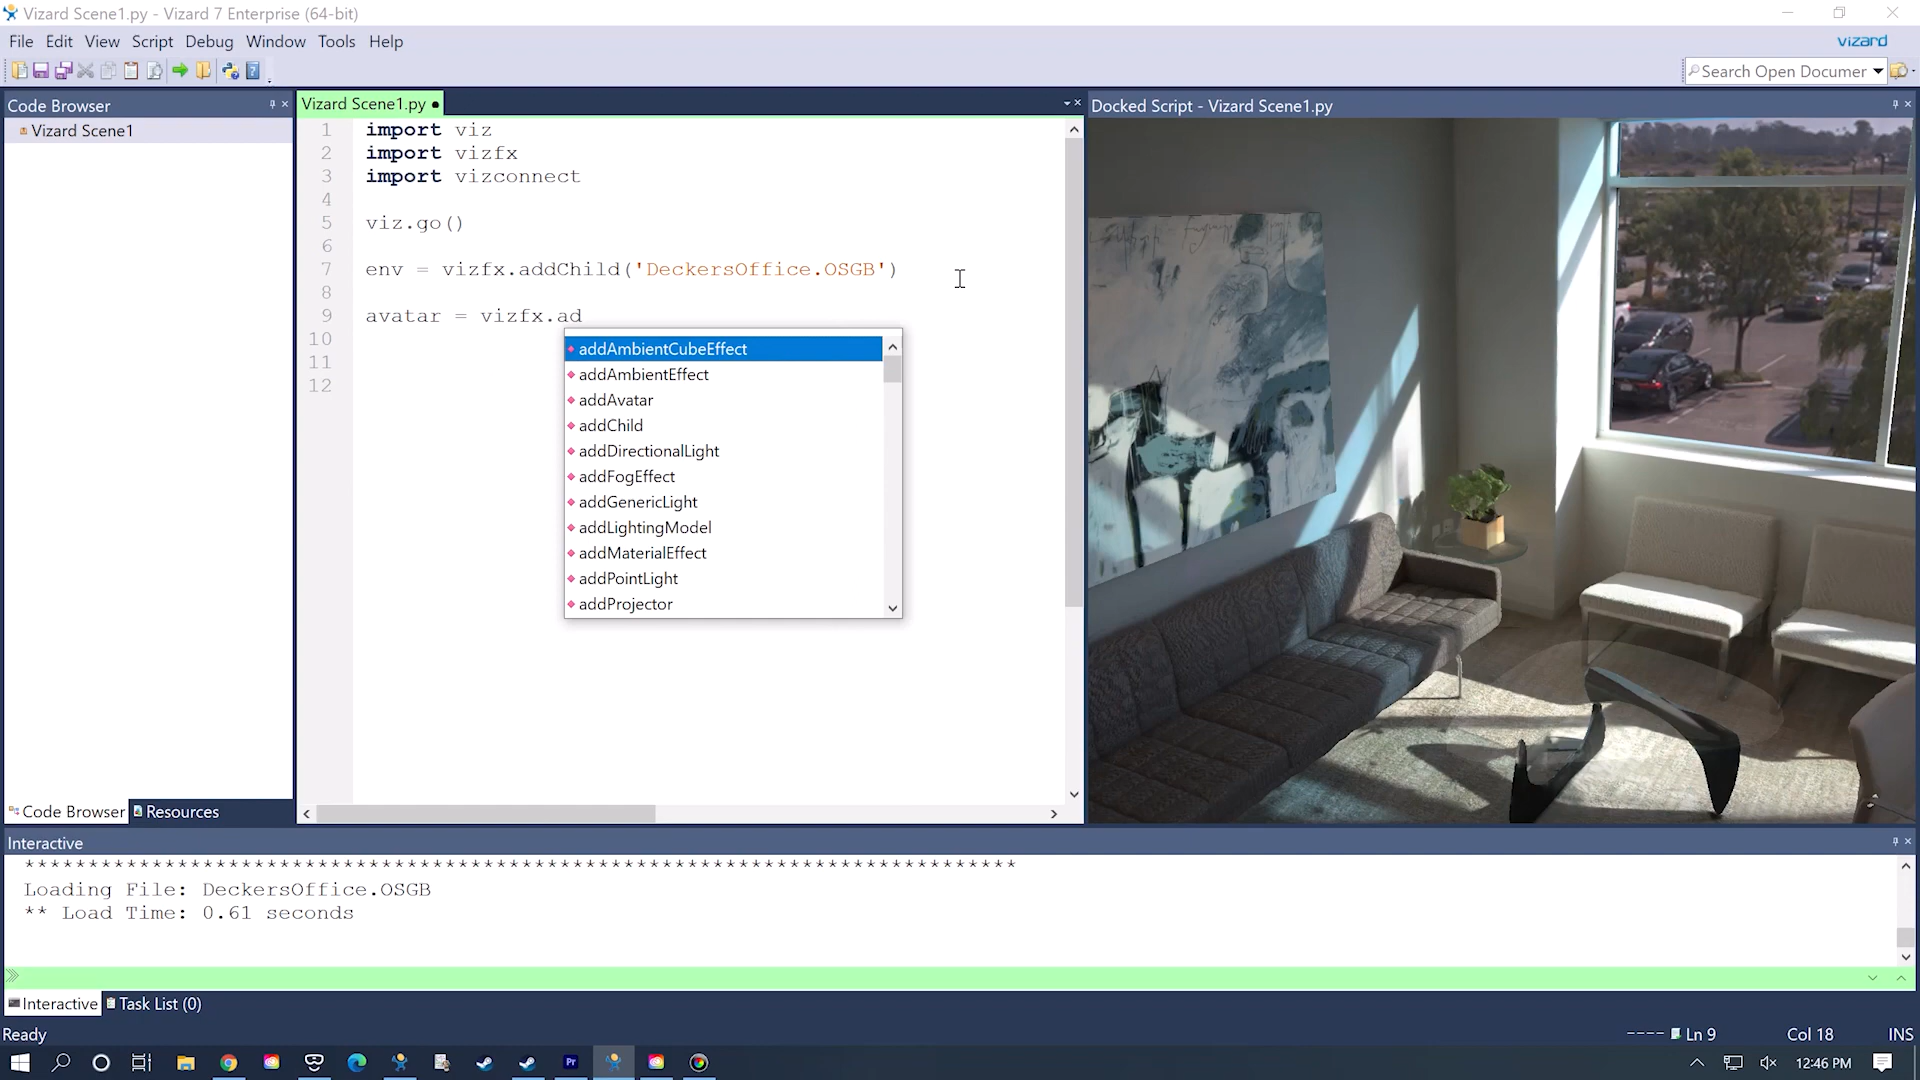 Vizard Scene1.py - Vizard 7 Enterprise (64-bit)
File Edit View Script Debug Window Tools Help
vizard
Search Open Documer
Code Browser
Vizard Scene1.py
Docked Script - Vizard Scene1.py
Vizard Scene1
1 import viz
2 import vizfx
3 import vizconnect
4
5 viz.go()
6
7 env = vizfx.addChild('DeckersOffice.OSGB')
8
9 avatar = vizfx.ad
10
11
12
addAmbientCubeEffect
addAmbientEffect
addAvatar
addChild
addDirectionalLight
addFogEffect
addGenericLight
addLightingModel
addMaterialEffect
addPointLight
addProjector
Code Browser Resources
Interactive
******************************************************************************
Loading File: DeckersOffice.OSGB
** Load Time: 0.61 seconds
Interactive Task List (0)
Ready
Ln 9 Col 18 INS
Pr
12:46 PM